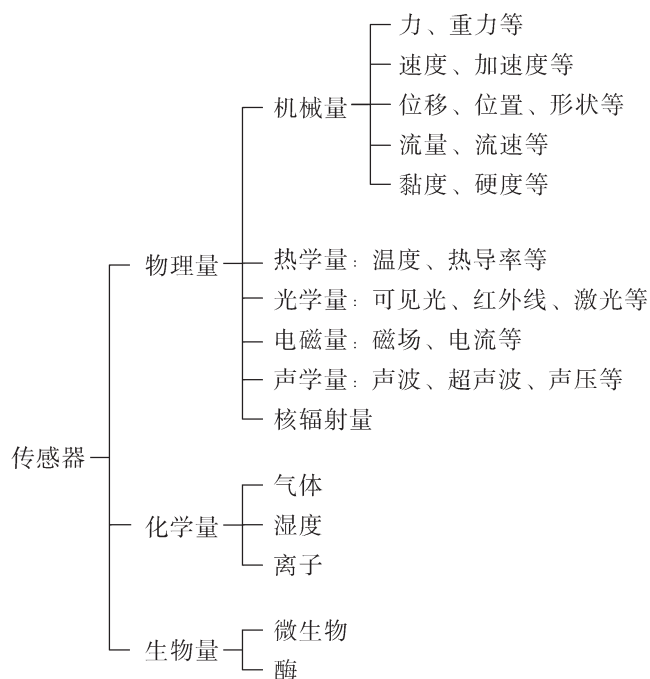 力、重力等
速度、加速度等
机械量
位移、位置、形状等
流量、流速等
黏度、硬度等
物理量
热学量：温度、热导率等
光学量：可见光、红外线、激光等
电磁量：磁场、电流等
声学量：声波、超声波、声压等
核辐射量
传感器
气体
化学量
湿度
离子
微生物
生物量
酶